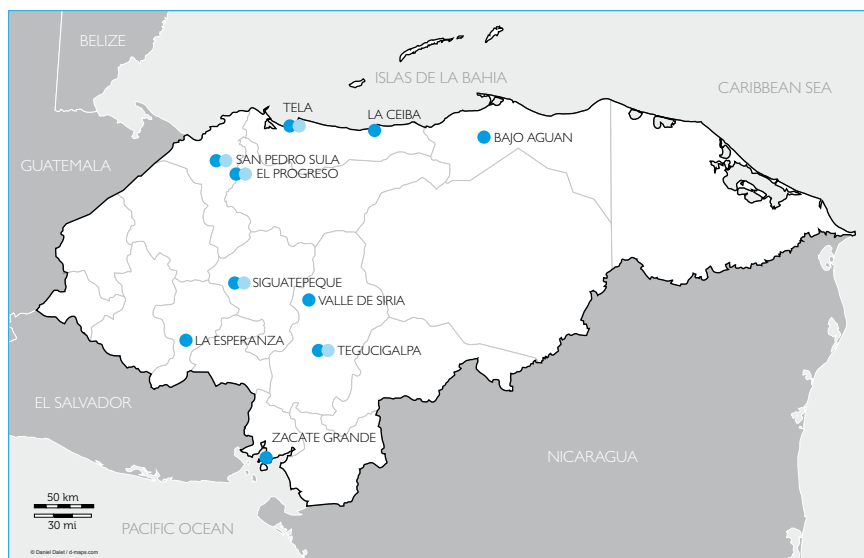 BELIZE
ISLAS DE LA BAHIA
CARIBBEAN SEA
TELA
LA CEIBA
BAJO AGUAN
GUATEMALA
SAN PEDRO SULA
EL PROGRESO
SIGUATEPEQUE
VALLE DE SIRIA
LA ESPERANZA
TEGUCIGALPA
EL SALVADOR
ZACATE GRANDE
NICARAGUA
50 km
30 mi
PACIFIC OCEAN
© Daniel Dalet / d-maps.com